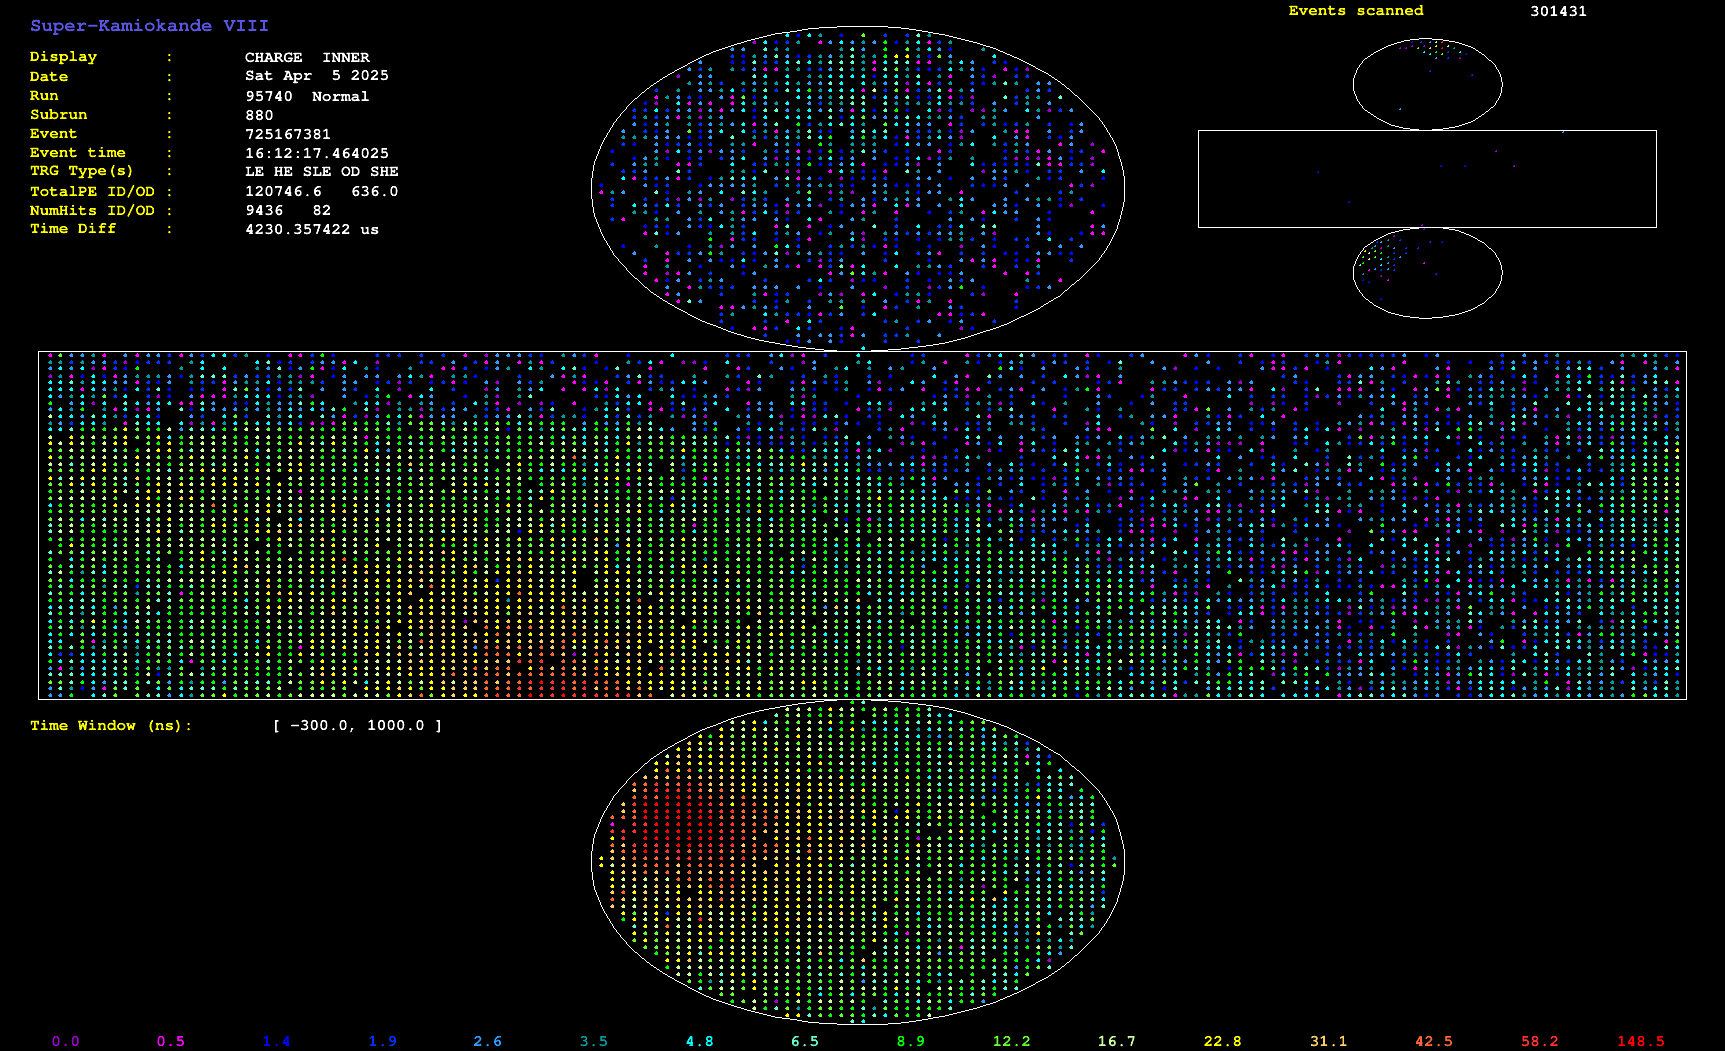 Super-Kamiokande VIII
Events scanned 301431
Display : CHARGE INNER
Date : Sat Apr 5 2025
Run : 95740 Normal
Subrun : 880
Event : 725167381
Event time : 16:12:17.464025
TRG Type(s) : LE HE SLE OD SHE
TotalPE ID/OD : 120746.6 636.0
NumHits ID/OD : 9436 82
Time Diff : 4230.357422 us
Time Window (ns): [ -300.0, 1000.0 ]
0.0 0.5 1.4 1.9 2.6 3.5 4.8 6.5 8.9 12.2 16.7 22.8 31.1 42.5 58.2 148.5